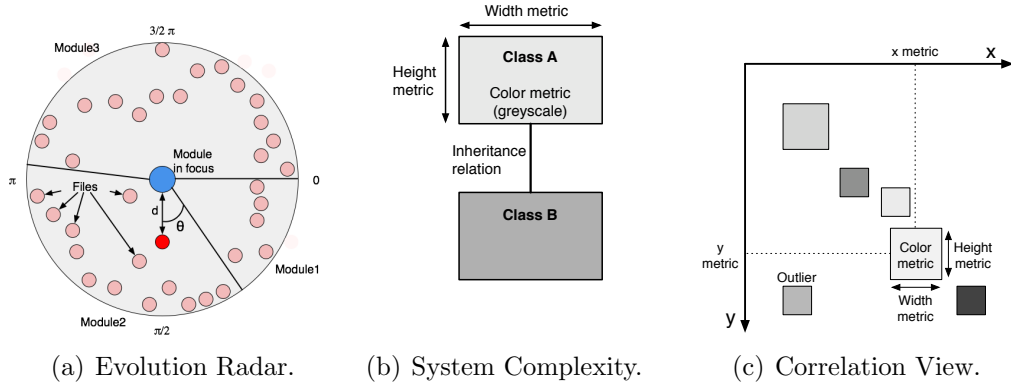 3/2 π
Module3
Module
in focus
π
0
Files
d
θ
Module1
Module2
π/2
(a) Evolution Radar.
Width metric
Height
metric
Class A
Color metric
(greyscale)
Inheritance
relation
Class B
(b) System Complexity.
x metric
x
y
metric
Color
metric
Height
metric
Outlier
Width
metric
y
(c) Correlation View.